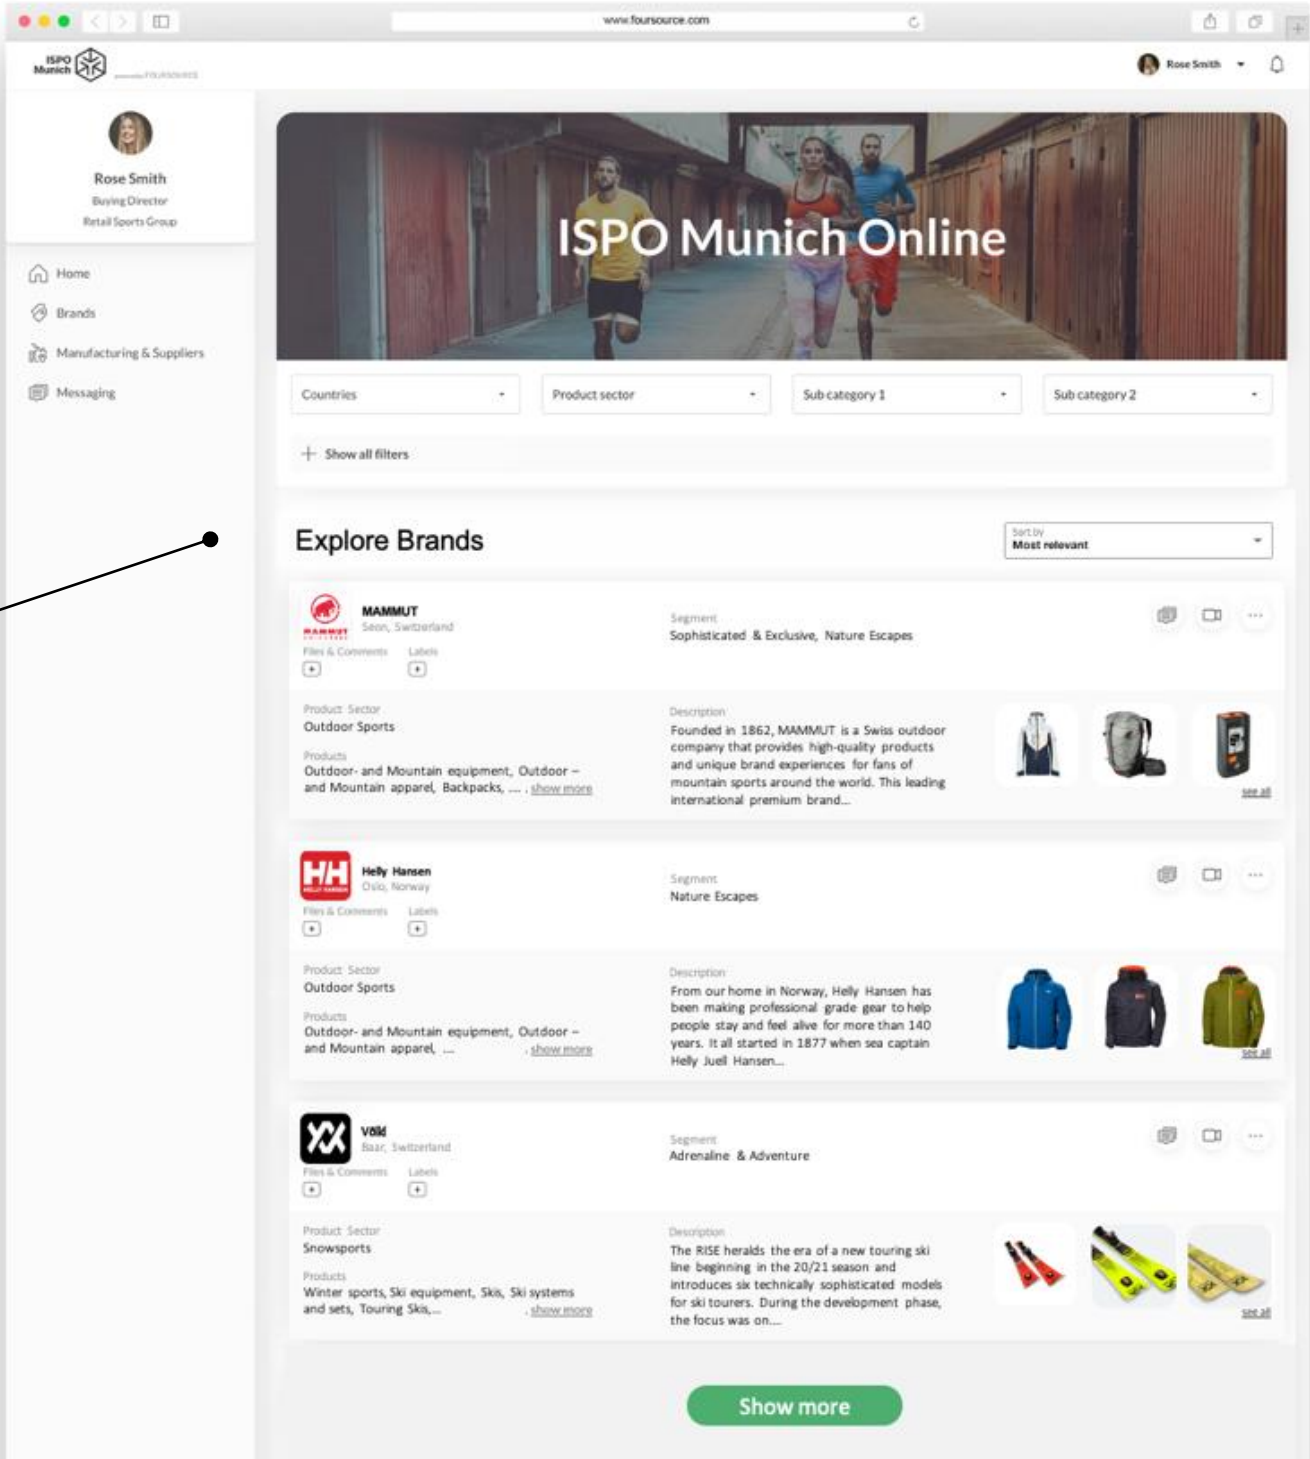 www.foursource.com
ISPO
Munich
powered by FOURSOURCE
Rose Smith
Rose Smith
Buying Director
Retail Sports Group
Home
Brands
Manufacturing & Suppliers
Messaging
ISPO Munich Online
Countries
Product sector
Sub category 1
Sub category 2
Show all filters
Explore Brands
Sort by
Most relevant
MAMMUT
MAMMUT
Seon, Switzerland
Files & Comments
Labels
Segment
Sophisticated & Exclusive, Nature Escapes
Product Sector
Outdoor Sports
Products
Outdoor- and Mountain equipment, Outdoor –
and Mountain apparel, Backpacks, .... . show more
Description
Founded in 1862, MAMMUT is a Swiss outdoor
company that provides high-quality products
and unique brand experiences for fans of
mountain sports around the world. This leading
international premium brand...
see all
HH
HELLY HANSEN
Helly Hansen
Oslo, Norway
Files & Comments
Labels
Segment
Nature Escapes
Product Sector
Outdoor Sports
Products
Outdoor- and Mountain equipment, Outdoor –
and Mountain apparel, .... . show more
Description
From our home in Norway, Helly Hansen has
been making professional grade gear to help
people stay and feel alive for more than 140
years. It all started in 1877 when sea captain
Helly Juell Hansen...
see all
Völkl
Baar, Switzerland
Files & Comments
Labels
Segment
Adrenaline & Adventure
Product Sector
Snowsports
Products
Winter sports, Ski equipment, Skis, Ski systems
and sets, Touring Skis,... . show more
Description
The RISE heralds the era of a new touring ski
line beginning in the 20/21 season and
introduces six technically sophisticated models
for ski tourers. During the development phase,
the focus was on....
see all
Show more